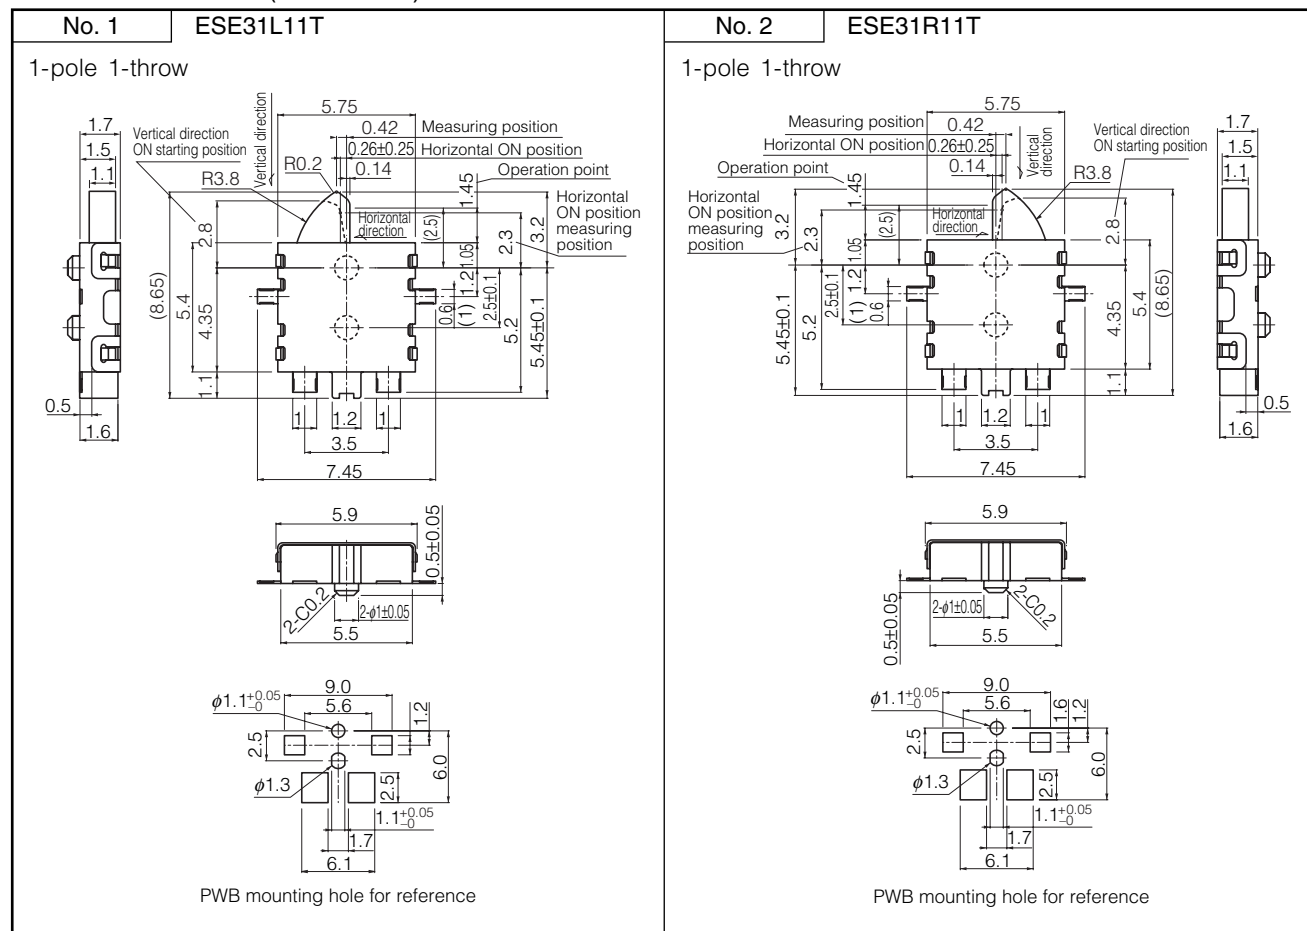 No. 1
ESE31L11T
1-pole 1-throw
5.75
0.42
Measuring position
0.26±0.25
Horizontal ON position
0.14
Operation point
Vertical direction
ON starting position
Vertical direction
R0.2
R3.8
1.7
1.5
1.1
1.45
Horizontal
ON position
measuring
position
Horizontal
direction
(2.5)
2.3
3.2
2.8
1.05
1.2
(8.65)
5.4
4.35
0.6
(1)
2.5±0.1
5.2
5.45±0.1
1.1
0.5
1.6
1
1.2
1
3.5
7.45
5.9
0.5±0.05
2-C0.2
2-ϕ1±0.05
5.5
9.0
ϕ1.1+0.05 −0
5.6
1.2
2.5
6.0
ϕ1.3
2.5
1.1+0.05 −0
1.7
6.1
PWB mounting hole for reference
No. 2
ESE31R11T
1-pole 1-throw
5.75
Measuring position
0.42
Horizontal ON position
0.26±0.25
Operation point
0.14
Vertical
direction
Vertical direction
ON starting position
R3.8
1.7
1.5
1.1
1.45
Horizontal
ON position
measuring
position
Horizontal
direction
3.2
2.3
(2.5)
2.8
1.05
1.2
5.45±0.1
5.2
2.5±0.1
(1)
0.6
4.35
5.4
(8.65)
1.1
0.5
1.6
1
1.2
1
3.5
7.45
5.9
0.5±0.05
2-ϕ1±0.05
2-C0.2
5.5
9.0
ϕ1.1+0.05 −0
5.6
1.6
1.2
2.5
6.0
ϕ1.3
2.5
1.1+0.05 −0
1.7
6.1
PWB mounting hole for reference